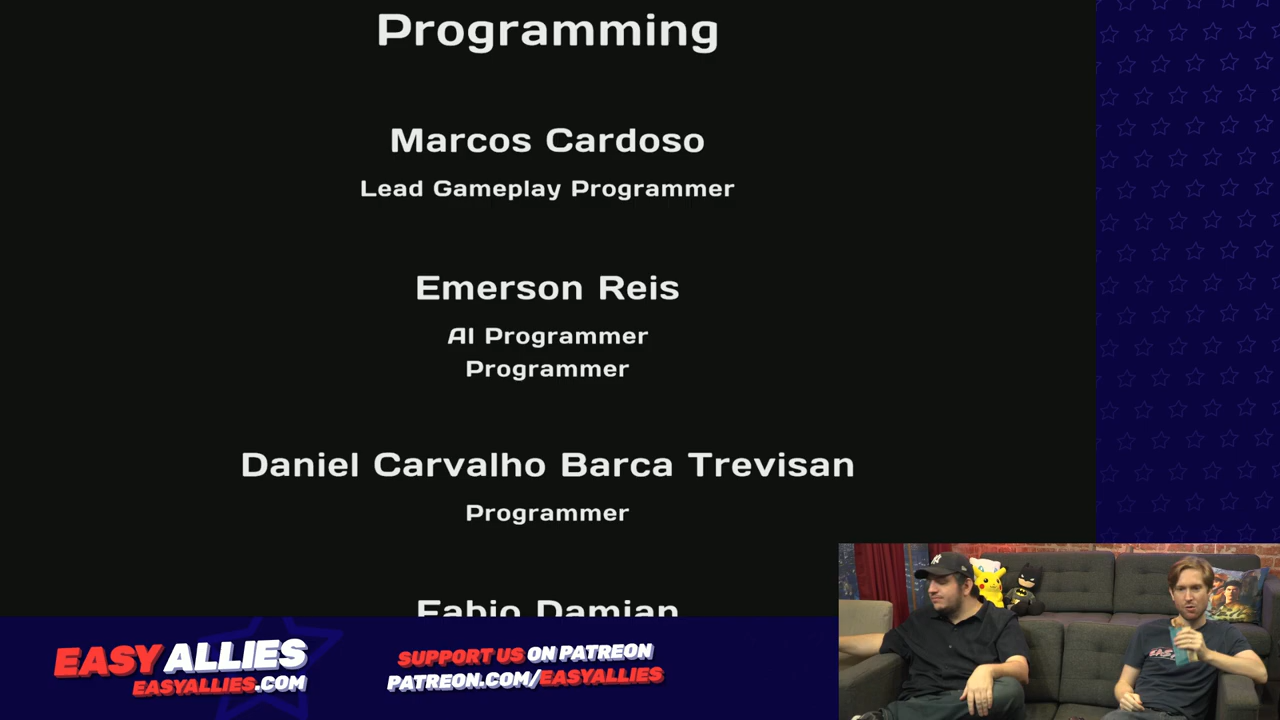 Programming
Marcos Cardoso
Lead Gameplay Programmer
Emerson Reis
AI Programmer
Programmer
Daniel Carvalho Barca Trevisan
Programmer
Fabio Damian
EASY ALLIES
EASYALLIES.COM
SUPPORT US ON PATREON
PATREON.COM/EASYALLIES